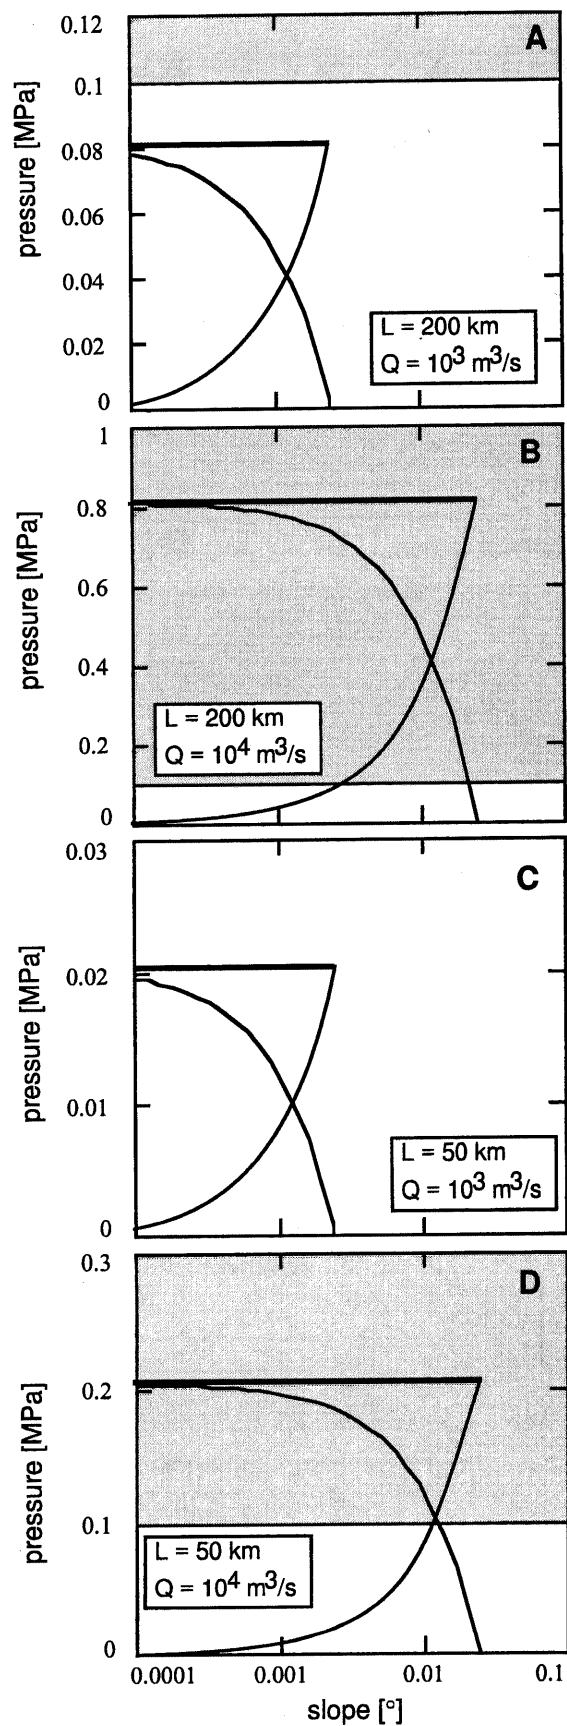 0.12
A
0.1
0.08
0.06
0.04
0.02
0
pressure [MPa]
L = 200 km
Q = 10³ m³/s
1
B
0.8
0.6
0.4
0.2
0
pressure [MPa]
L = 200 km
Q = 10⁴ m³/s
0.03
C
0.02
0.01
0
pressure [MPa]
L = 50 km
Q = 10³ m³/s
0.3
D
0.2
0.1
0
pressure [MPa]
L = 50 km
Q = 10⁴ m³/s
0.0001 0.001 0.01 0.1
slope [°]